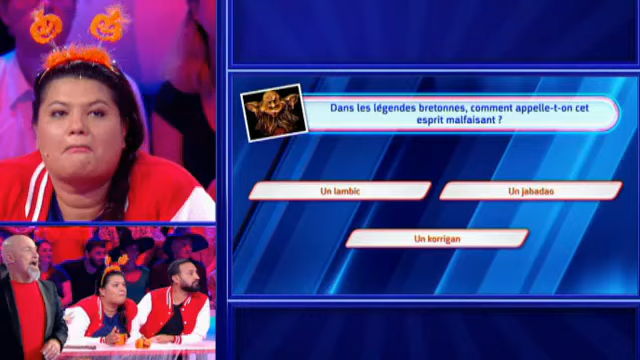 Dans les légendes bretonnes, comment appelle-t-on cet
esprit malfaisant ?
Un lambic
Un jabadao
Un korrigan